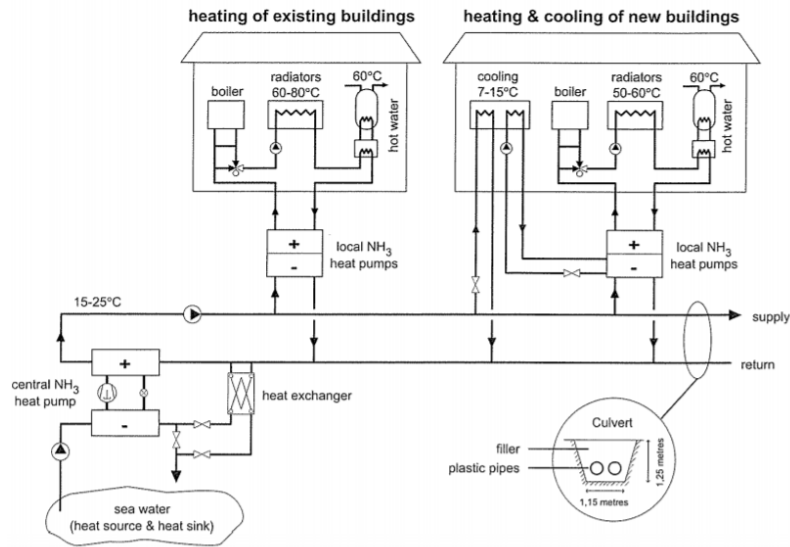 heating of existing buildings
heating & cooling of new buildings
boiler
radiators
60-80°C
60°C
hot water
cooling
7-15°C
boiler
radiators
50-60°C
60°C
hot water
+
-
local NH3
heat pumps
+
-
local NH3
heat pumps
15-25°C
supply
return
+
-
central NH3
heat pump
heat exchanger
Culvert
filler
plastic pipes
1,25 metres
1,15 metres
sea water
(heat source & heat sink)